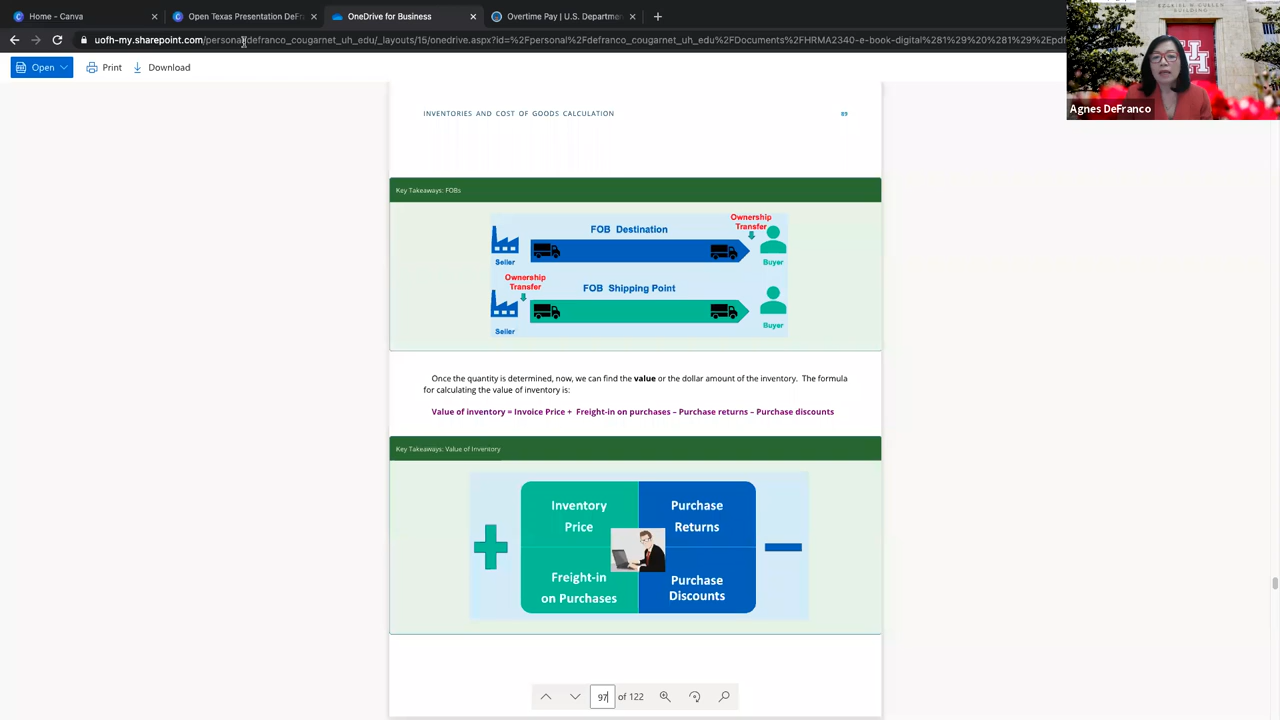 Home - Canva
Open Texas Presentation DeFr
OneDrive for Business
Overtime Pay | U.S. Departmen
uofh-my.sharepoint.com/personal/defranco_cougarnet_uh_edu/_layouts/15/onedrive.aspx?id=%2Fpersonal%2Fdefranco_cougarnet_uh_edu%2FDocuments%2FHRMA2340-e-book-digital%281%29%20%281%29%2Epdf
EZEKIEL W CULLEN
BUILDING
Agnes DeFranco
Open
Print
Download
INVENTORIES AND COST OF GOODS CALCULATION
89
Key Takeaways: FOBs
Ownership
Transfer
FOB Destination
Seller
Buyer
Ownership
Transfer
FOB Shipping Point
Seller
Buyer
Once the quantity is determined, now, we can find the value or the dollar amount of the inventory. The formula
for calculating the value of inventory is:
Value of inventory = Invoice Price + Freight-in on purchases – Purchase returns – Purchase discounts
Key Takeaways: Value of Inventory
Inventory
Price
Purchase
Returns
Freight-in
on Purchases
Purchase
Discounts
97
of 122